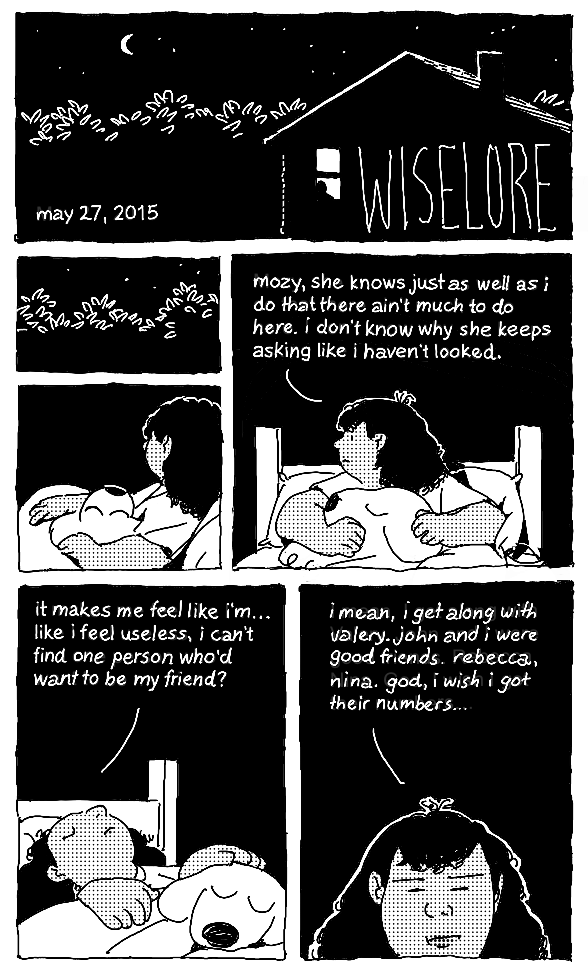 may 27, 2015
WISELORE
mozy, she knows just as well as i
do that there ain't much to do
here. i don't know why she keeps
asking like i haven't looked.
it makes me feel like i'm...
like i feel useless, i can't
find one person who'd
want to be my friend?
i mean, i get along with
valery. john and i were
good friends. rebecca,
nina. god, i wish i got
their numbers...